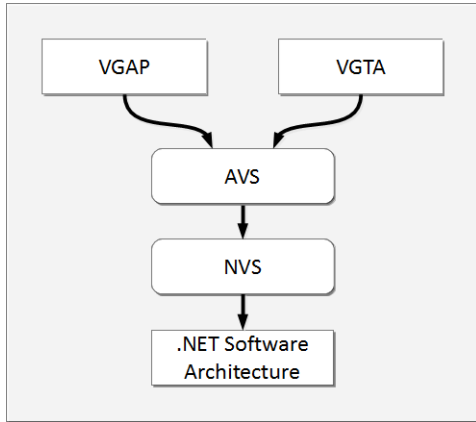 VGAP
VGTA
AVS
NVS
.NET Software
Architecture